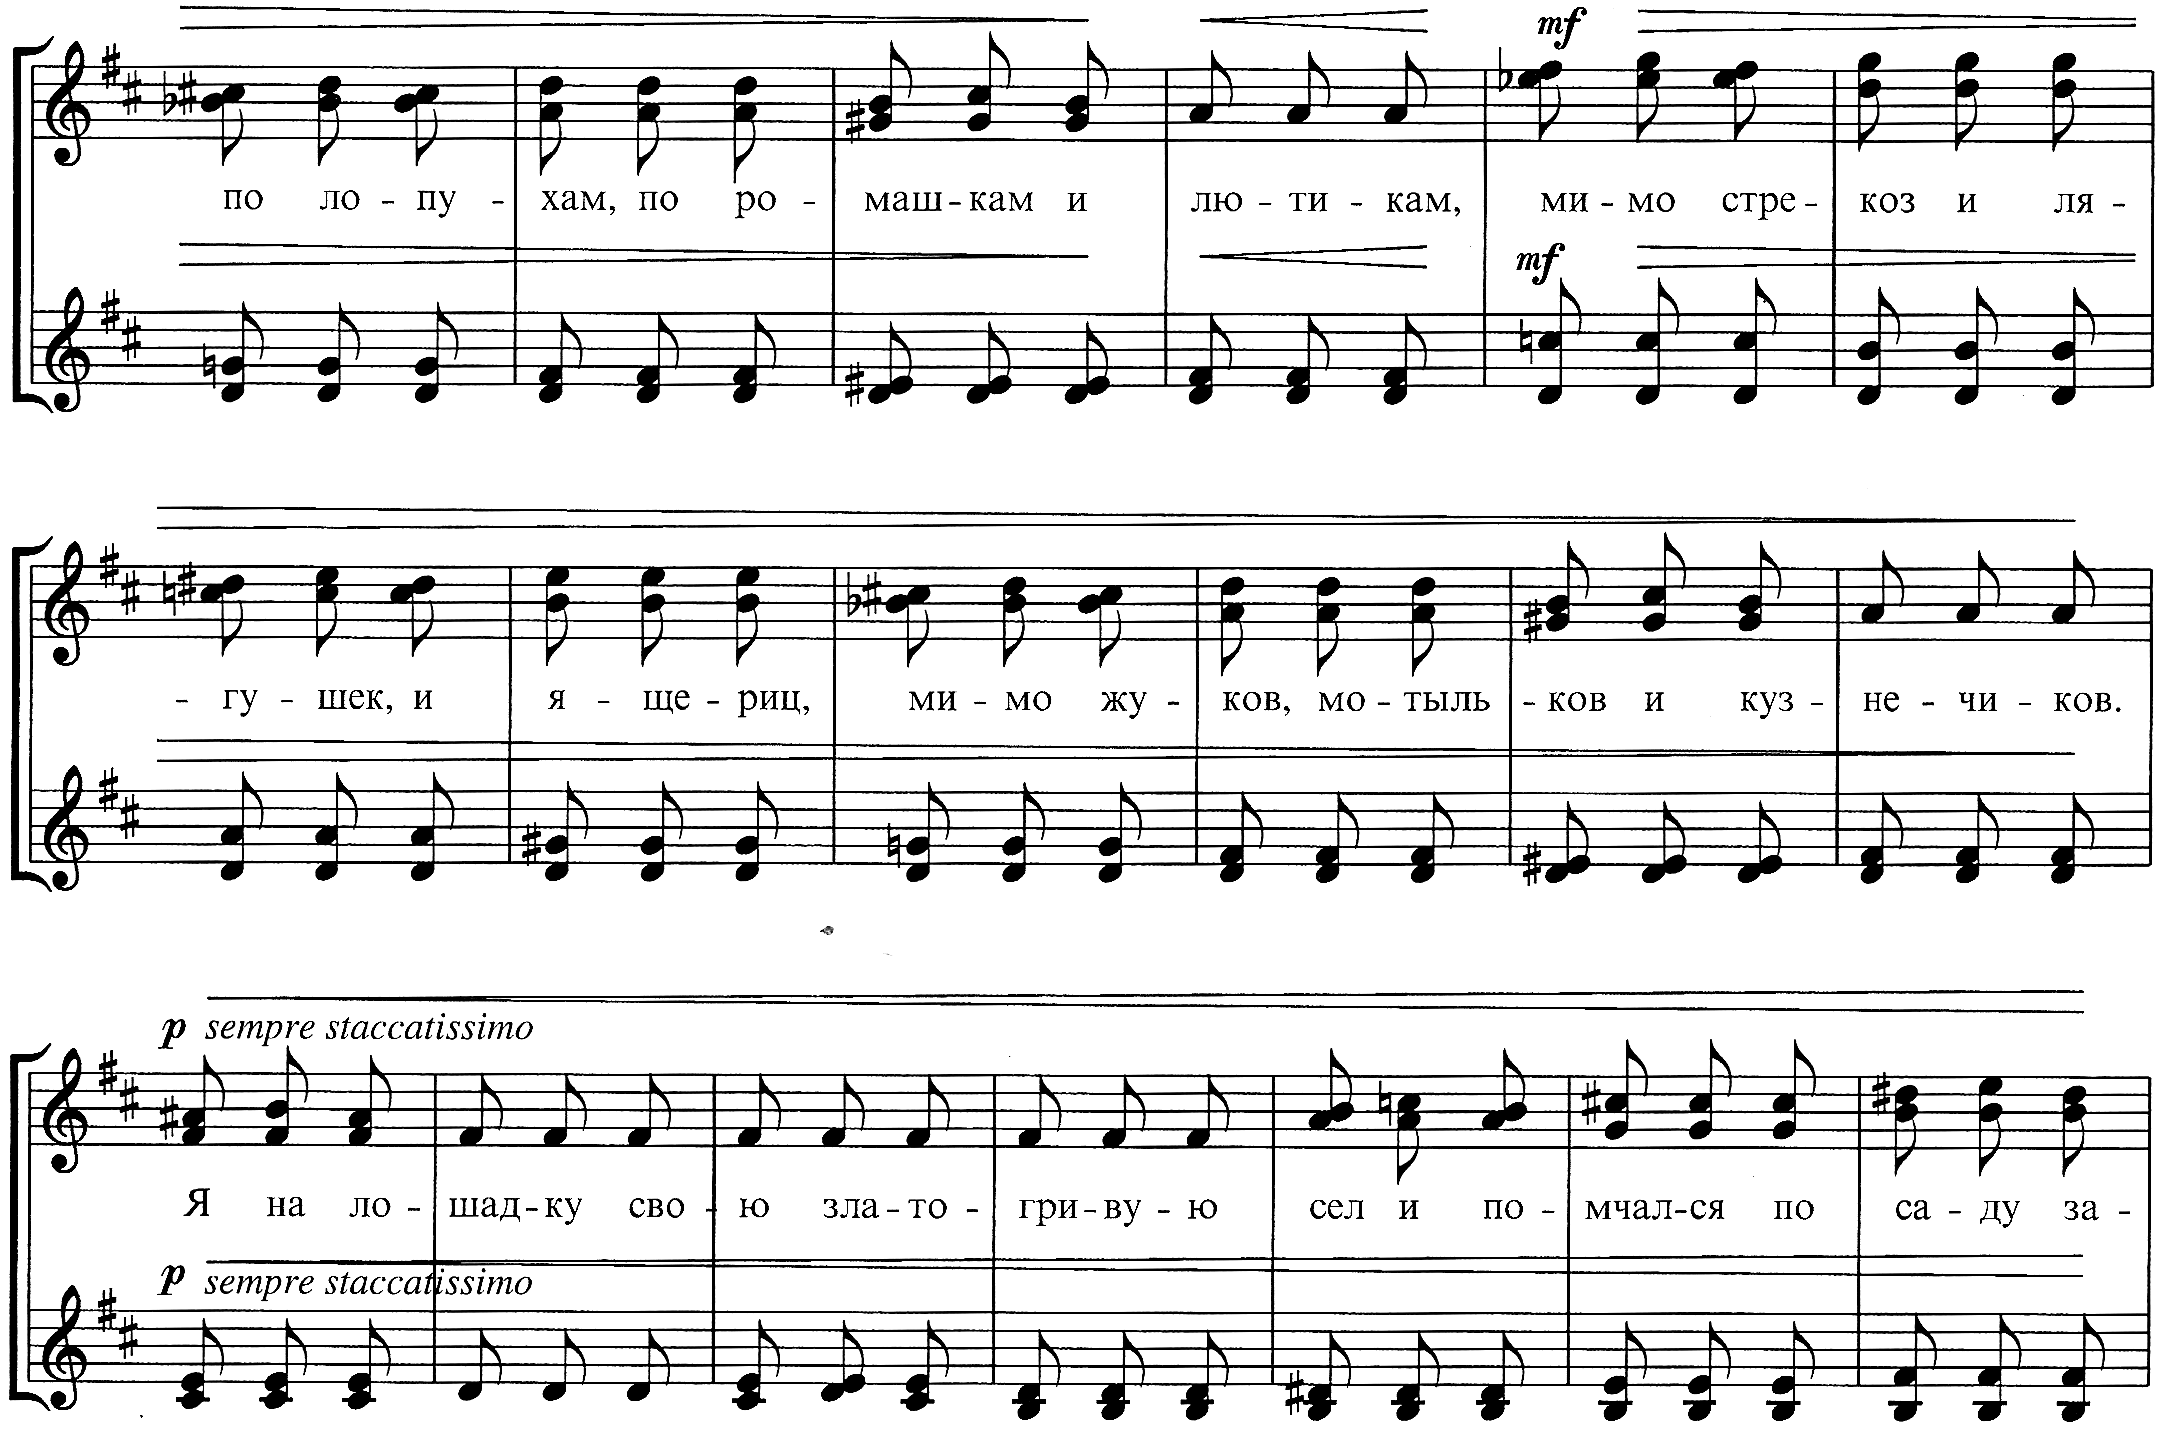 mf
по ло - пу - хам, по ро - маш - кам и лю - ти - кам, ми - мо стре - коз и ля -
mf
- гу - шек, и я - ще - риц, ми - мо жу - ков, мо - тыль - ков и куз - не - чи - ков.
p sempre staccatissimo
Я на ло - шад - ку сво - ю зла - то - гри - ву - ю сел и по - мчал - ся по са - ду за -
p sempre staccatissimo